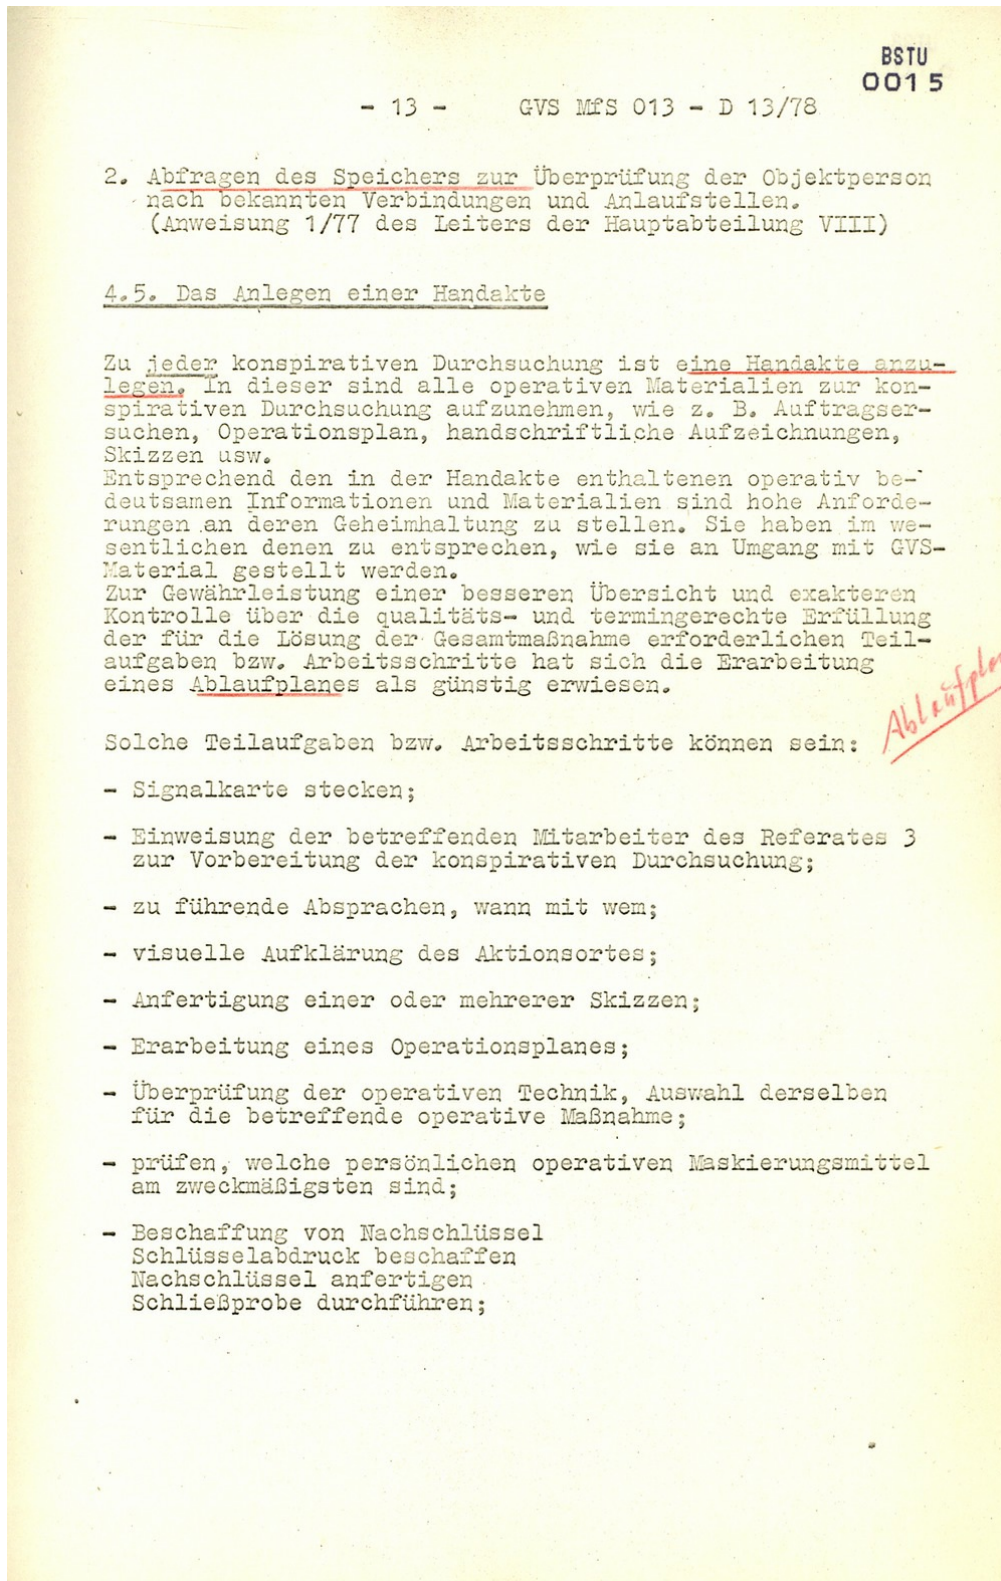 BSTU
0015
- 13 - GVS MfS 013 - D 13/78
2. Abfragen des Speichers zur Überprüfung der Objektperson
nach bekannten Verbindungen und Anlaufstellen.
(Anweisung 1/77 des Leiters der Hauptabteilung VIII)
4.5. Das Anlegen einer Handakte
Zu jeder konspirativen Durchsuchung ist eine Handakte anzu-
legen. In dieser sind alle operativen Materialien zur kon-
spirativen Durchsuchung aufzunehmen, wie z. B. Auftragser-
suchen, Operationsplan, handschriftliche Aufzeichnungen,
Skizzen usw.
Entsprechend den in der Handakte enthaltenen operativ be-
deutsamen Informationen und Materialien sind hohe Anforde-
rungen an deren Geheimhaltung zu stellen. Sie haben im we-
sentlichen denen zu entsprechen, wie sie an Umgang mit GVS-
Material gestellt werden.
Zur Gewährleistung einer besseren Übersicht und exakteren
Kontrolle über die qualitäts- und termingerechte Erfüllung
der für die Lösung der Gesamtmaßnahme erforderlichen Teil-
aufgaben bzw. Arbeitsschritte hat sich die Erarbeitung
eines Ablaufplanes als günstig erwiesen.
Ablaufplan
Solche Teilaufgaben bzw. Arbeitsschritte können sein:
- Signalkarte stecken;
- Einweisung der betreffenden Mitarbeiter des Referates 3
zur Vorbereitung der konspirativen Durchsuchung;
- zu führende Absprachen, wann mit wem;
- visuelle Aufklärung des Aktionsortes;
- Anfertigung einer oder mehrerer Skizzen;
- Erarbeitung eines Operationsplanes;
- Überprüfung der operativen Technik, Auswahl derselben
für die betreffende operative Maßnahme;
- prüfen, welche persönlichen operativen Maskierungsmittel
am zweckmäßigsten sind;
- Beschaffung von Nachschlüssel
Schlüsselabdruck beschaffen
Nachschlüssel anfertigen
Schließprobe durchführen;